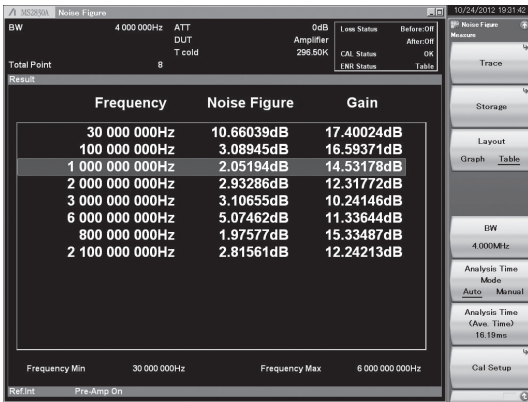 MS2850A Noise Figure
10/24/2012 19:31:42
BW 4 000 000Hz ATT 0dB Loss Status Before:Off
DUT Amplifier After:Off
T cold 296.50K CAL Status OK
Total Point 8 ENR Status Table
Result
Frequency Noise Figure Gain
30 000 000Hz 10.66039dB 17.40024dB
100 000 000Hz 3.08945dB 16.59371dB
1 000 000 000Hz 2.05194dB 14.53178dB
2 000 000 000Hz 2.93286dB 12.31772dB
3 000 000 000Hz 3.10655dB 10.24146dB
6 000 000 000Hz 5.07462dB 11.33644dB
800 000 000Hz 1.97577dB 15.33487dB
2 100 000 000Hz 2.81561dB 12.24213dB
Frequency Min 30 000 000Hz Frequency Max 6 000 000 000Hz
Ref.Int Pre-Amp On
Noise Figure
Measure
Trace
Storage
Layout
Graph Table
BW
4.000MHz
Analysis Time
Mode
Auto Manual
Analysis Time
(Ave. Time)
16.19ms
Cal Setup